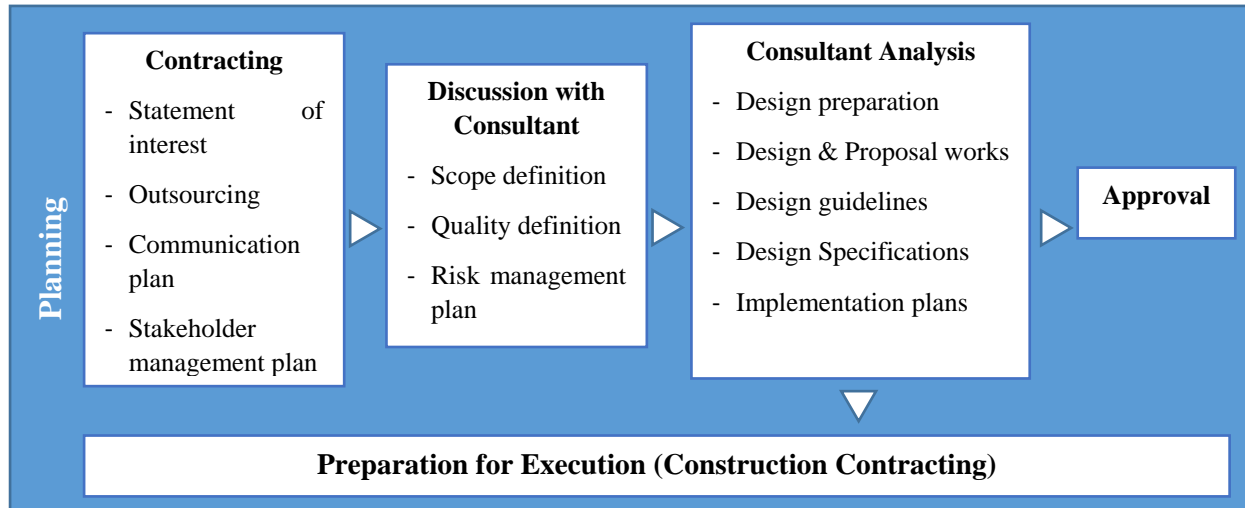 Planning
Contracting
- Statement of
interest
- Outsourcing
- Communication
plan
- Stakeholder
management plan
Discussion with
Consultant
- Scope definition
- Quality definition
- Risk management
plan
Consultant Analysis
- Design preparation
- Design & Proposal works
- Design guidelines
- Design Specifications
- Implementation plans
Approval
Preparation for Execution (Construction Contracting)